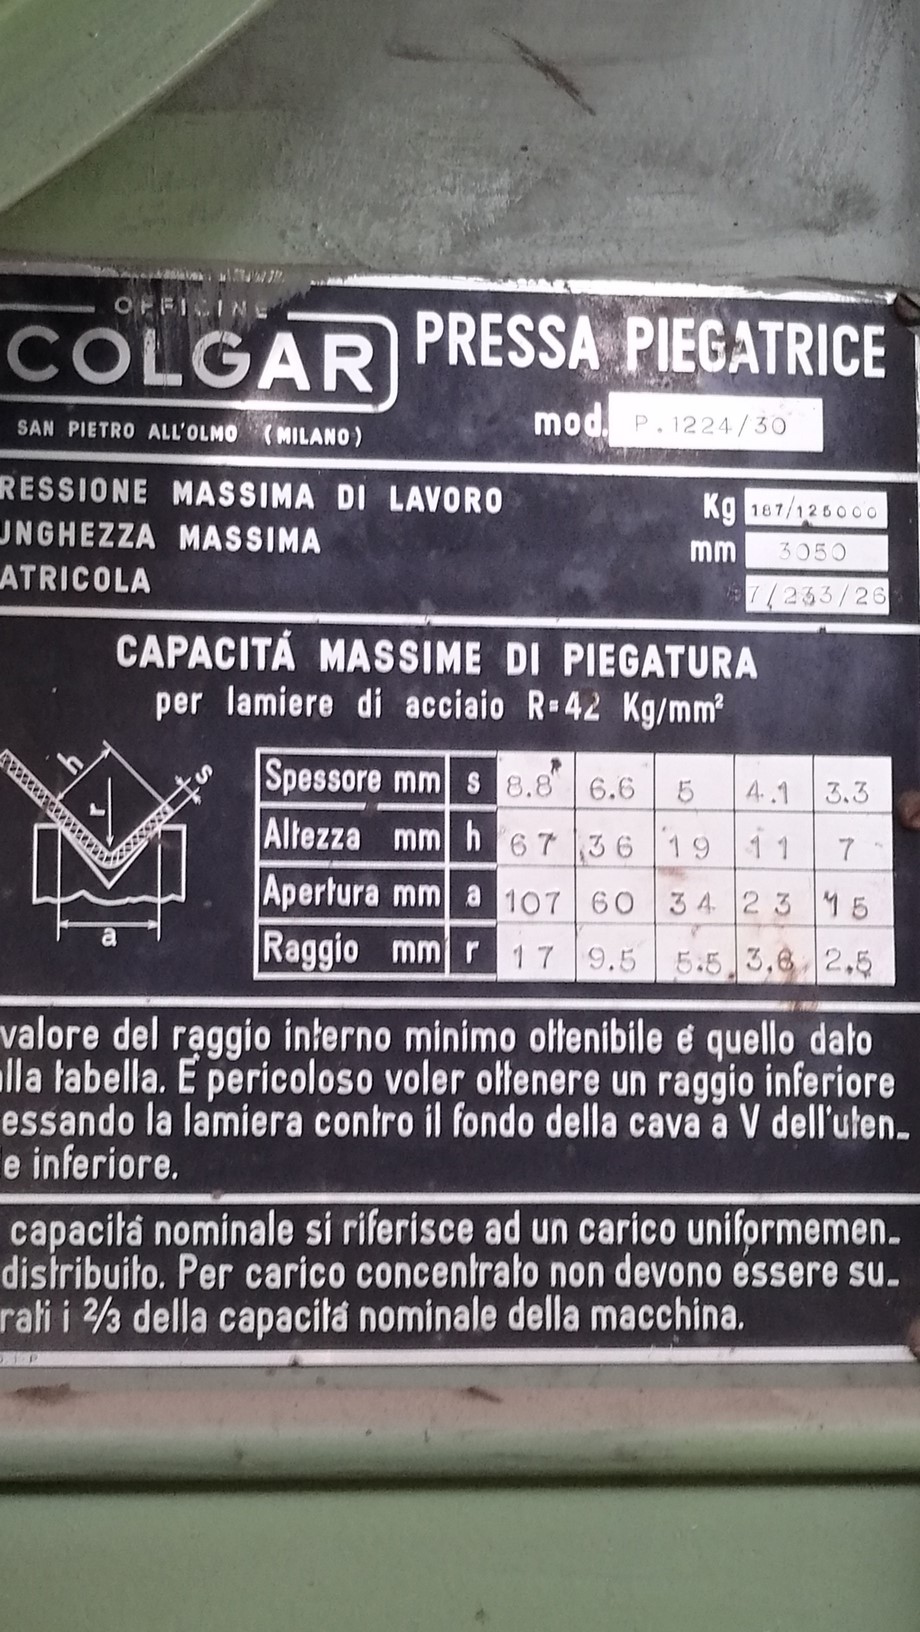 OFFICINE
COLGAR
PRESSA PIEGATRICE
SAN PIETRO ALL'OLMO (MILANO)
mod. P.1224/30
RESSIONE MASSIMA DI LAVORO Kg 187/125000
UNGHEZZA MASSIMA mm 3050
ATRICOLA 7/233/26
CAPACITÁ MASSIME DI PIEGATURA
per lamiere di acciaio R=42 Kg/mm²
h s r a
Spessore mm s 8.8 6.6 5 4.1 3.3
Altezza mm h 67 36 19 11 7
Apertura mm a 107 60 34 23 15
Raggio mm r 17 9.5 5.5 3.6 2.5
valore del raggio interno minimo ottenibile é quello dato
lla tabella. É pericoloso voler ottenere un raggio inferiore
essando la lamiera contro il fondo della cava a V dell'uten-
e inferiore.
capacitá nominale si riferisce ad un carico uniformemen-
distribuito. Per carico concentrato non devono essere su-
rati i 2/3 della capacitá nominale della macchina.